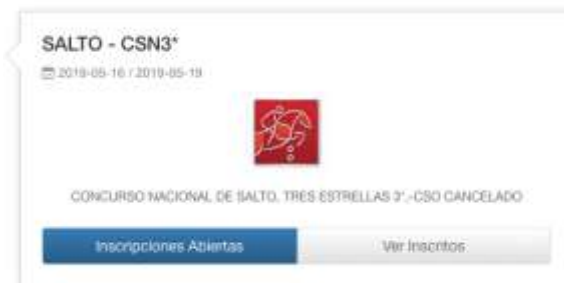 SALTO - CSN3*
2019-05-16 / 2019-05-19
CONCURSO NACIONAL DE SALTO, TRES ESTRELLAS 3*,-CSO CANCELADO
Inscripciones Abiertas
Ver Inscritos